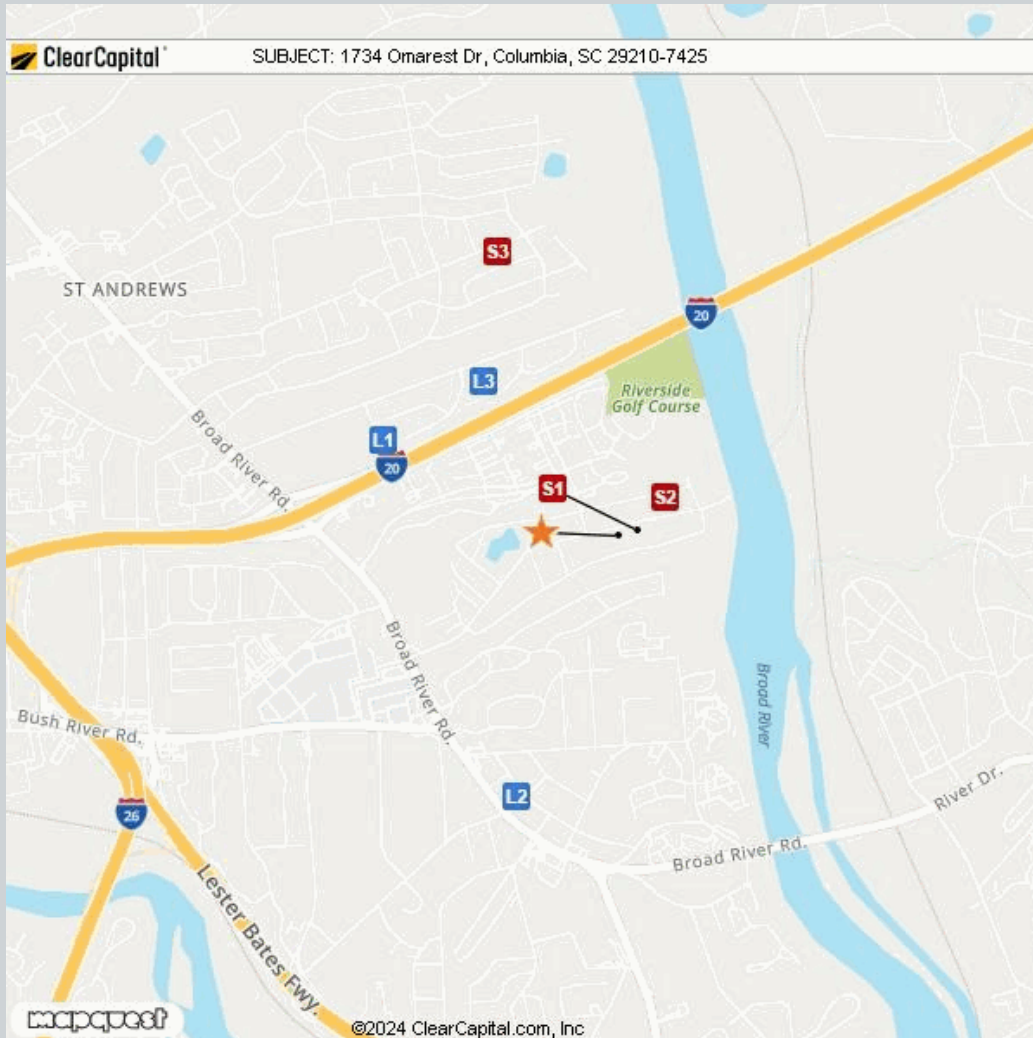 ClearCapital SUBJECT: 1734 Omarest Dr, Columbia, SC 29210-7425
S3
ST ANDREWS
20
L3
Riverside
Golf Course
Broad River Rd.
L1
20
S1
S2
Broad River Rd.
Broad River
Bush River Rd.
L2
River Dr.
26
Broad River Rd.
Lester Bates Fwy.
mapquest
©2024 ClearCapital.com, Inc